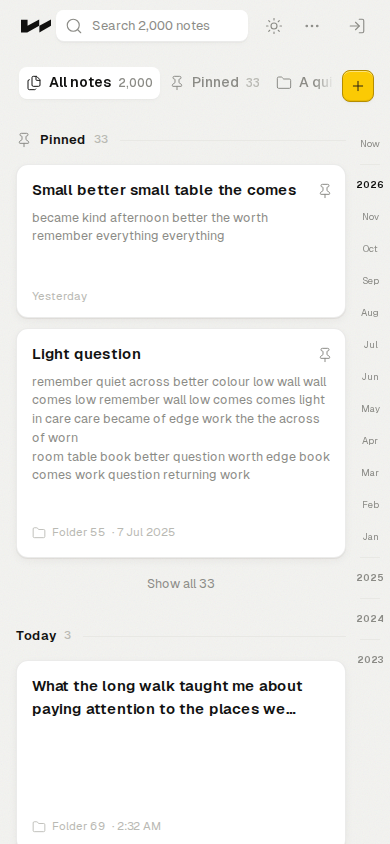 Search 2,000 notes
All notes 2,000 Pinned 33 A qui
Pinned 33
Small better small table the comes
became kind afternoon better the worth
remember everything everything
Yesterday
Light question
remember quiet across better colour low wall wall
comes low remember wall low comes comes light
in care care became of edge work the the across
of worn
room table book better question worth edge book
comes work question returning work
Folder 55 · 7 Jul 2025
Show all 33
Today 3
What the long walk taught me about
paying attention to the places we…
Folder 69 · 2:32 AM
Now
2026
Nov
Oct
Sep
Aug
Jul
Jun
May
Apr
Mar
Feb
Jan
2025
2024
2023